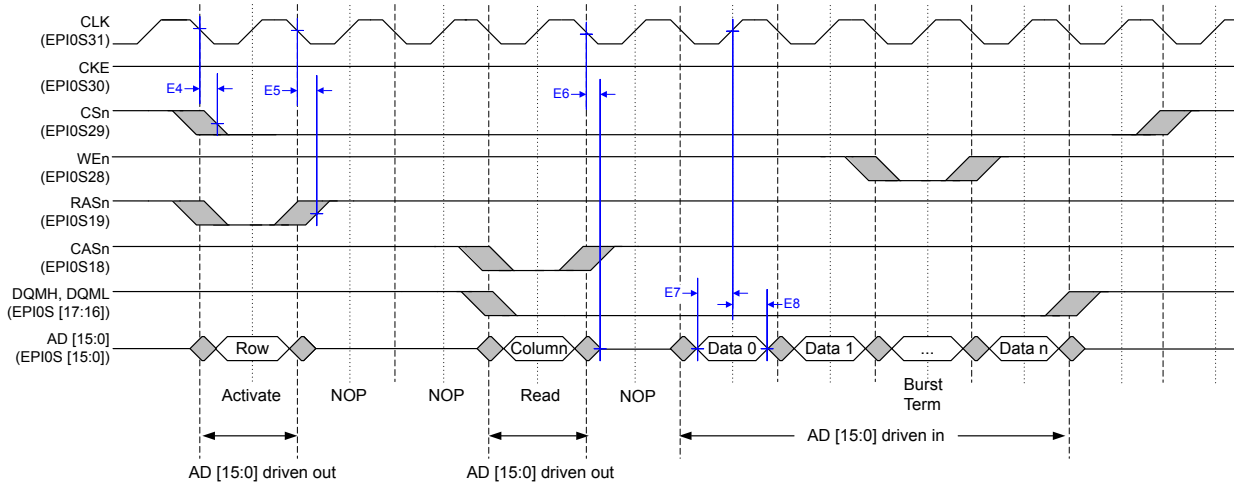 CLK
(EPI0S31)
CKE
(EPI0S30)
E4
E5
E6
CSn
(EPI0S29)
WEn
(EPI0S28)
RASn
(EPI0S19)
CASn
(EPI0S18)
DQMH, DQML
(EPI0S [17:16])
E7
E8
AD [15:0]
(EPI0S [15:0])
Row
Column
Data 0
Data 1
...
Data n
Activate
NOP
NOP
Read
NOP
Burst
Term
AD [15:0] driven in
AD [15:0] driven out
AD [15:0] driven out